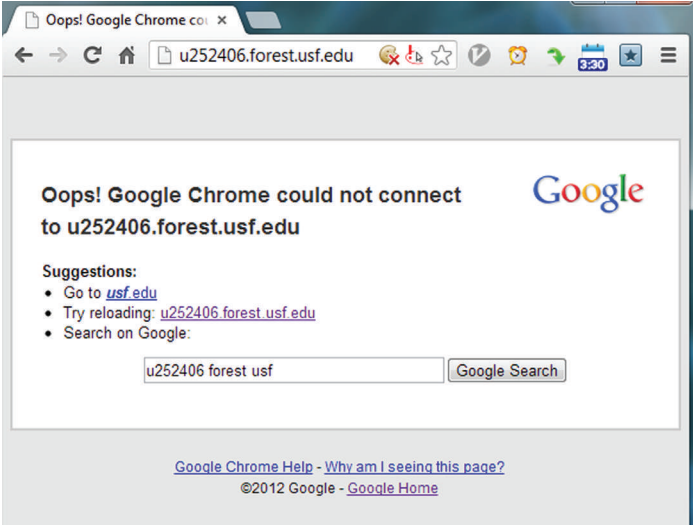 Oops! Google Chrome cou
u252406.forest.usf.edu
3:30
Google
Oops! Google Chrome could not connect
to u252406.forest.usf.edu
Suggestions:
Go to usf.edu
Try reloading: u252406.forest.usf.edu
Search on Google:
u252406 forest usf Google Search
Google Chrome Help - Why am I seeing this page?
©2012 Google - Google Home